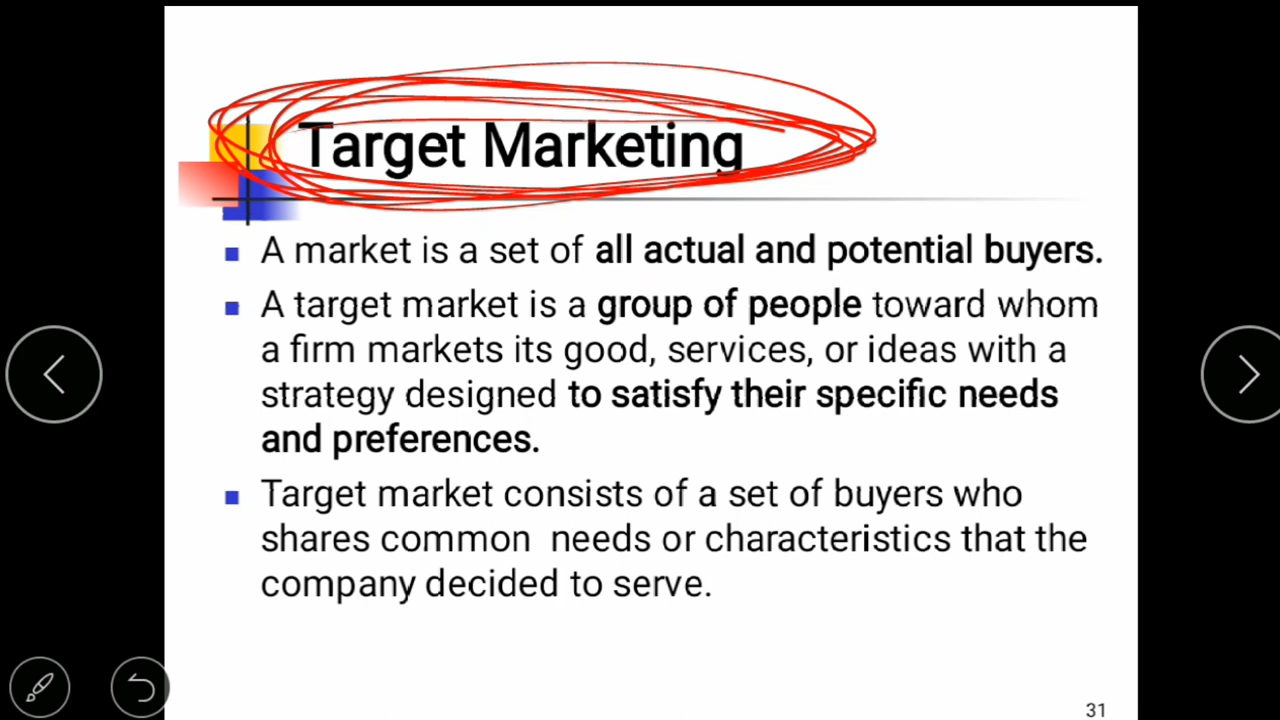 Target Marketing
A market is a set of all actual and potential buyers.
A target market is a group of people toward whom
a firm markets its good, services, or ideas with a
strategy designed to satisfy their specific needs
and preferences.
Target market consists of a set of buyers who
shares common needs or characteristics that the
company decided to serve.
31